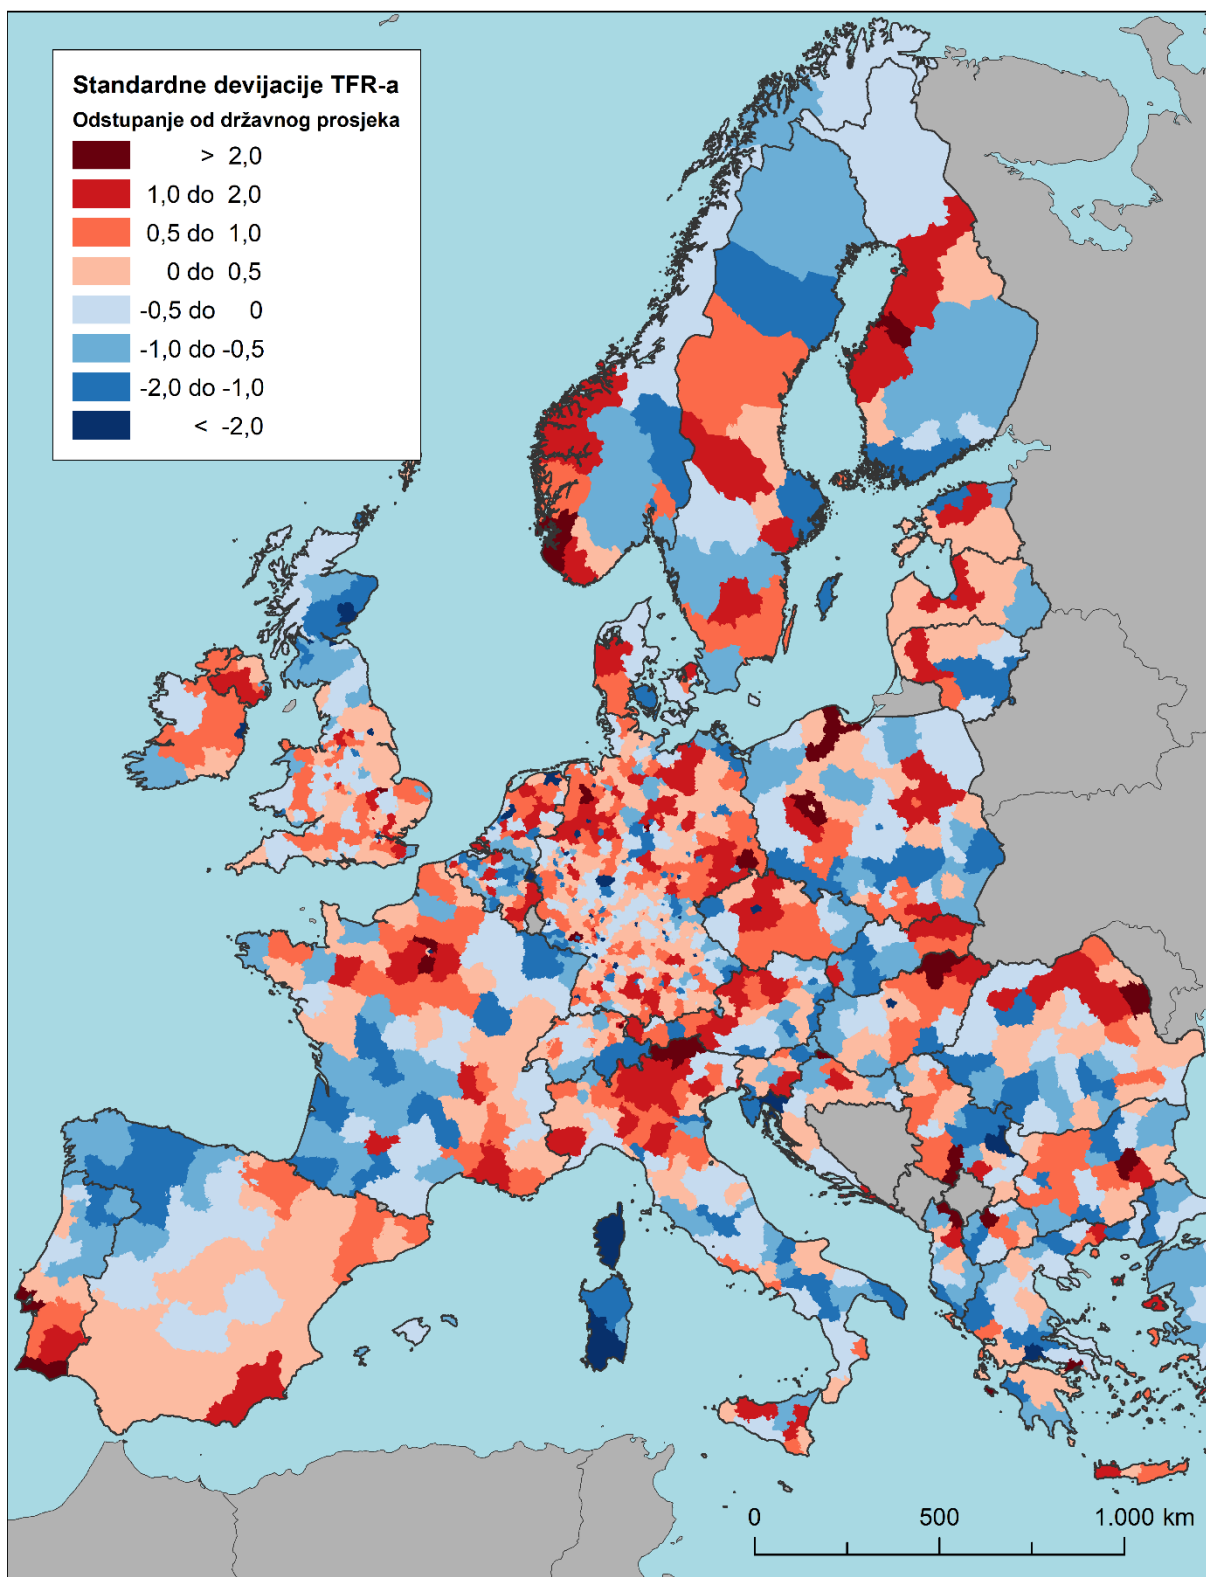 Standardne devijacije TFR-a
Odstupanje od državnog prosjeka
> 2,0
1,0 do 2,0
0,5 do 1,0
0 do 0,5
-0,5 do 0
-1,0 do -0,5
-2,0 do -1,0
< -2,0
0 500 1.000 km